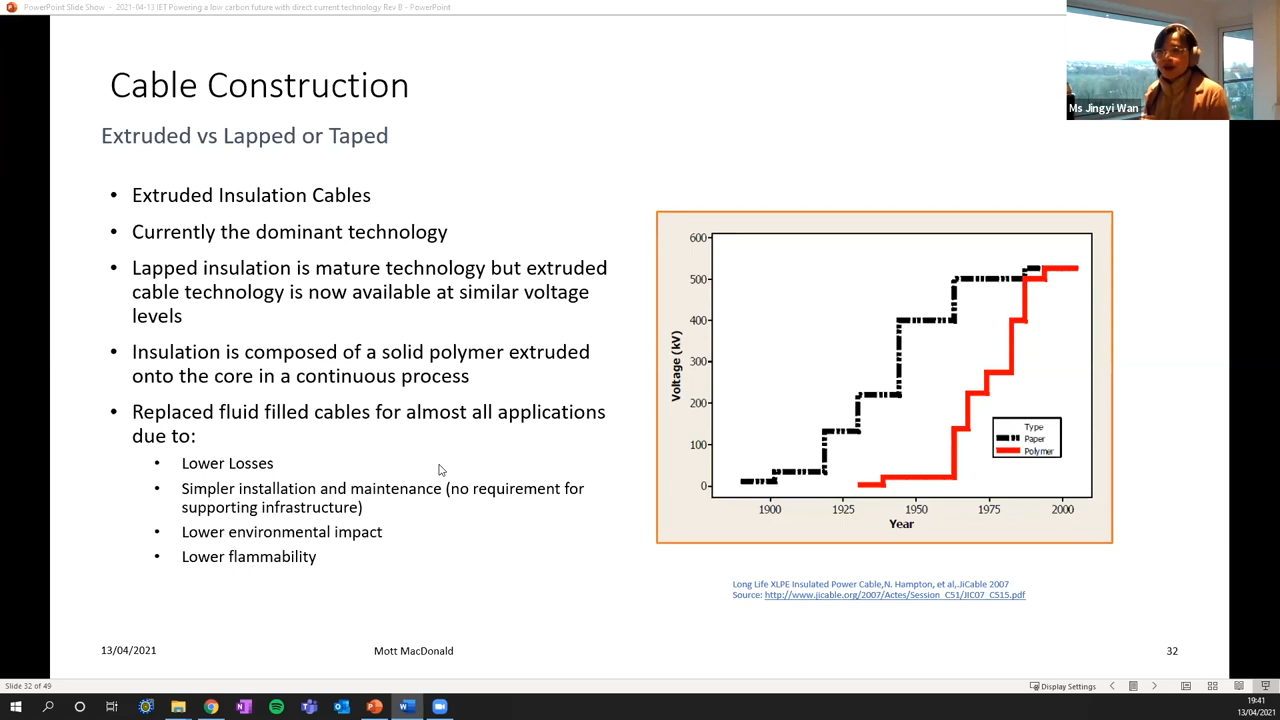 PowerPoint Slide Show - 2021-04-13 IET Powering a low carbon future with direct current technology Rev B - PowerPoint
Ms Jingyi Wan
Cable Construction
Extruded vs Lapped or Taped
• Extruded Insulation Cables
• Currently the dominant technology
• Lapped insulation is mature technology but extruded
cable technology is now available at similar voltage
levels
• Insulation is composed of a solid polymer extruded
onto the core in a continuous process
• Replaced fluid filled cables for almost all applications
due to:
• Lower Losses
• Simpler installation and maintenance (no requirement for
supporting infrastructure)
• Lower environmental impact
• Lower flammability
600
500
400
300
200
100
0
Voltage (kV)
1900 1925 1950 1975 2000
Year
Type
Paper
Polymer
Long Life XLPE Insulated Power Cable,N. Hampton, et al,.JiCable 2007
Source: http://www.jicable.org/2007/Actes/Session_C51/JIC07_C515.pdf
13/04/2021 Mott MacDonald 32
Slide 32 of 49 Display Settings
19:41
13/04/2021